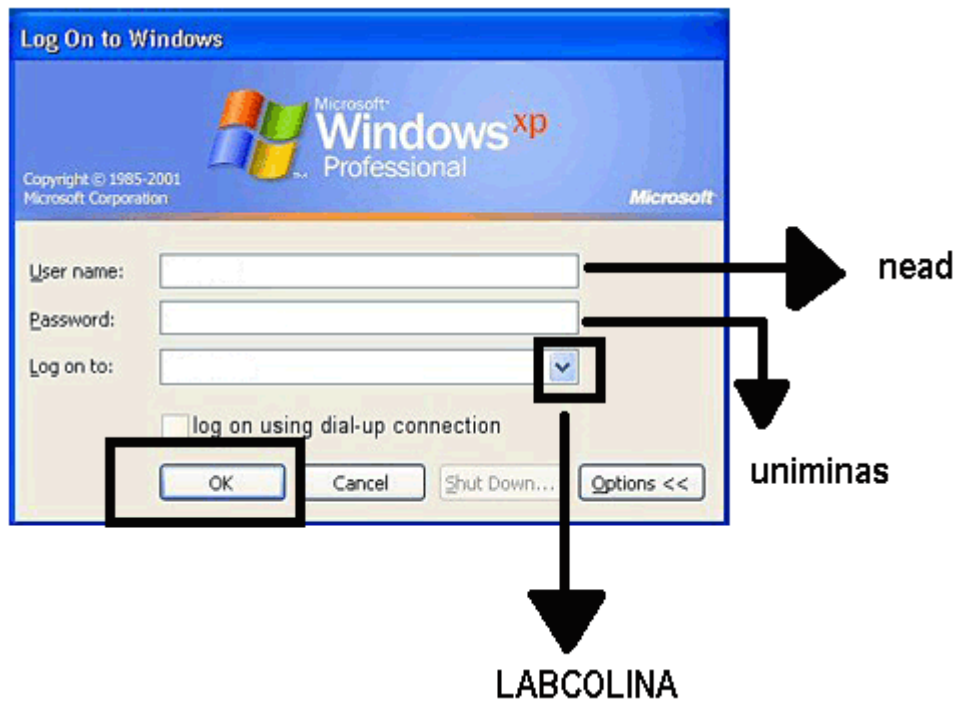 Log On to Windows
Microsoft
Windows xp
Professional
Copyright © 1985-2001
Microsoft Corporation
Microsoft
User name:
nead
Password:
Log on to:
log on using dial-up connection
uniminas
OK
Cancel
Shut Down...
Options <<
LABCOLINA